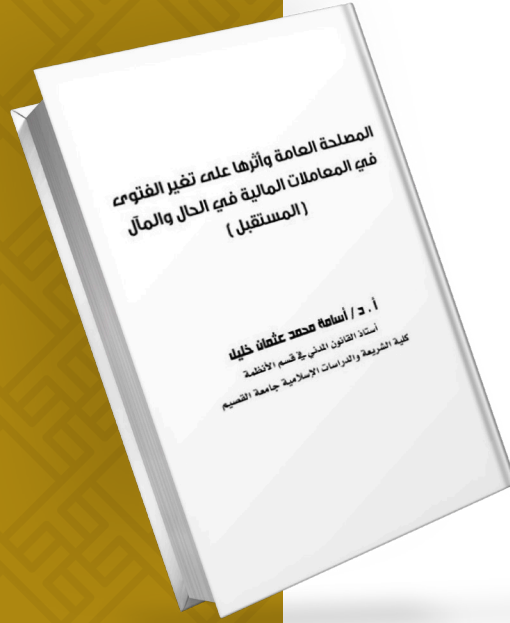 المصلحة العامة وأثرها على تغير الفتوى
في المعاملات المالية في الحال والمآل
(المستقبل)
أ . د / أسامة محمد عثمان خليل
أستاذ القانون المدني في قسم الأنظمة
كلية الشريعة والدراسات الإسلامية جامعة القصيم